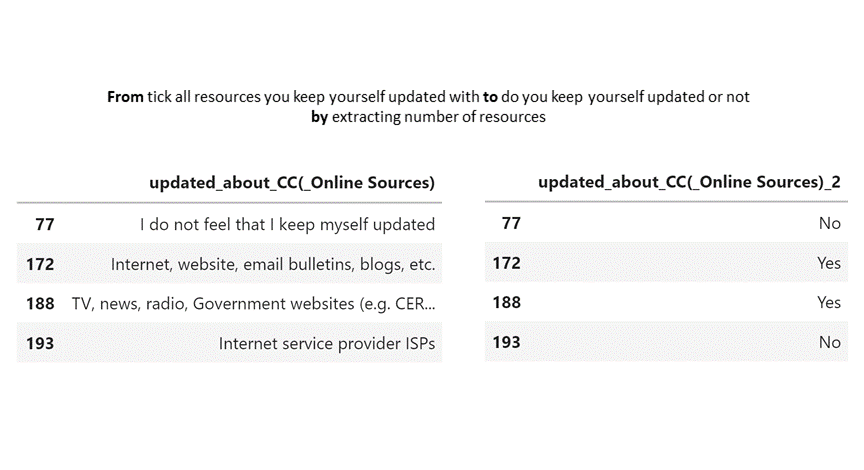 From tick all resources you keep yourself updated with to do you keep yourself updated or not
by extracting number of resources
updated_about_CC(_Online Sources)
77 I do not feel that I keep myself updated
172 Internet, website, email bulletins, blogs, etc.
188 TV, news, radio, Government websites (e.g. CER...
193 Internet service provider ISPs
updated_about_CC(_Online Sources)_2
77 No
172 Yes
188 Yes
193 No